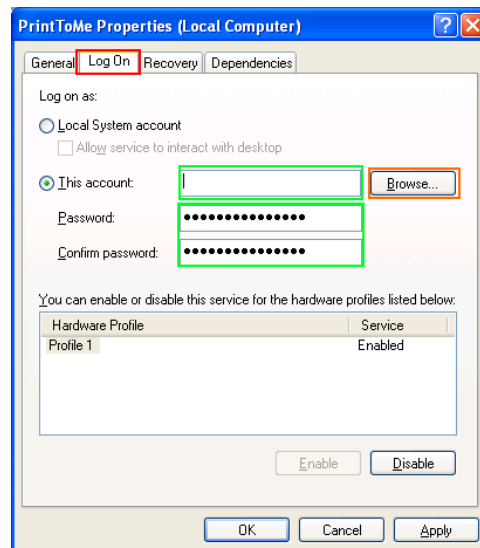 PrintToMe Properties (Local Computer)
General Log On Recovery Dependencies
Log on as:
Local System account
Allow service to interact with desktop
This account: Browse...
Password: •••••••••••••••
Confirm password: •••••••••••••••
You can enable or disable this service for the hardware profiles listed below:
Hardware Profile Service
Profile 1 Enabled
Enable Disable
OK Cancel Apply